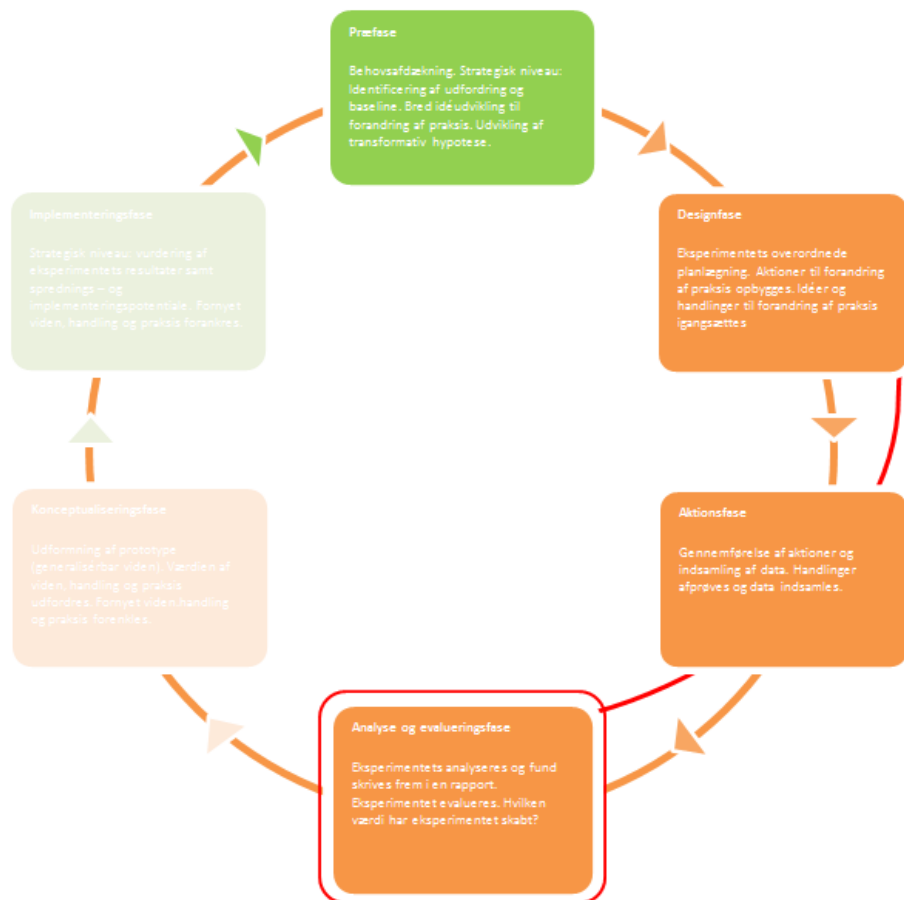 Præfase
Behovsafdækning. Strategisk niveau:
Identificering af udfordring og
baseline. Bred idéudvikling til
forandring af praksis. Udvikling af
transformativ hypotese.
Designfase
Eksperimentets overordnede
planlægning. Aktioner til forandring
af praksis opbygges. Idéer og
handlinger til forandring af praksis
igangsættes
Aktionsfase
Gennemførelse af aktioner og
indsamling af data. Handlinger
afprøves og data indsamles.
Analyse og evalueringsfase
Eksperimentets analyseres og fund
skrives frem i en rapport.
Eksperimentet evalueres. Hvilken
værdi har eksperimentet skabt?
Konceptualiseringsfase
Udformning af prototype
(generaliserbar viden). Værdien af
viden, handling og praksis
udfordres. Fornyet viden,handling
og praksis forenkles.
Implementeringsfase
Strategisk niveau: vurdering af
eksperimentets resultater samt
sprednings – og
implementeringspotentiale. Fornyet
viden, handling og praksis forankres.